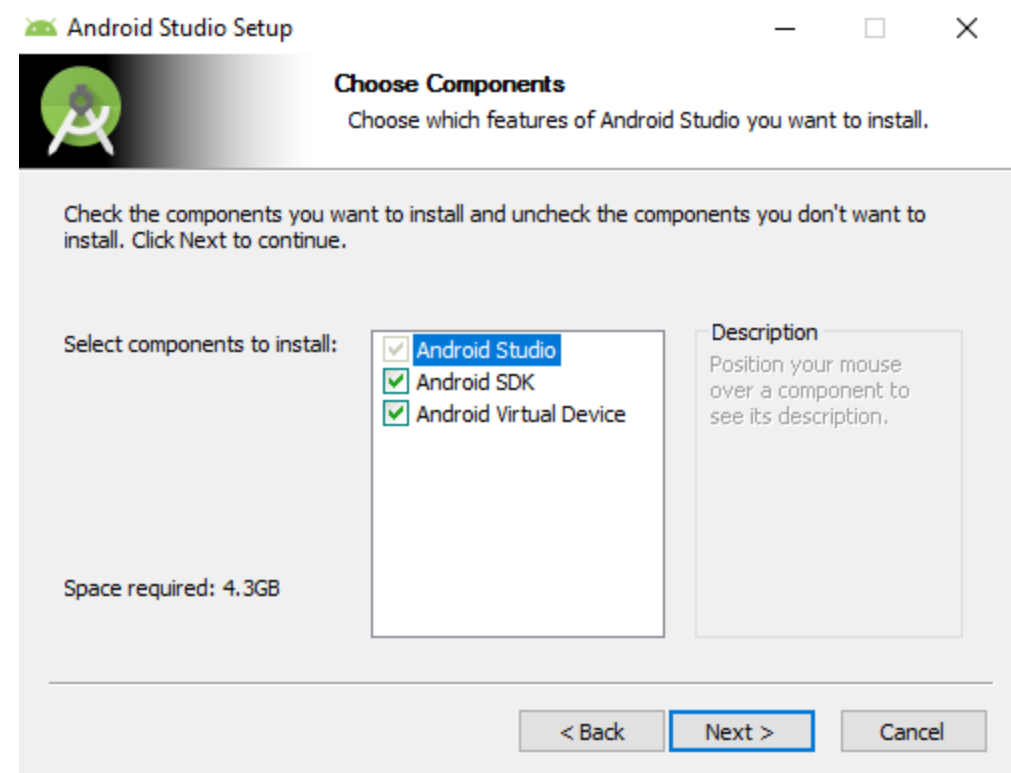 Android Studio Setup
Choose Components
Choose which features of Android Studio you want to install.
Check the components you want to install and uncheck the components you don't want to
install. Click Next to continue.
Select components to install:
Android Studio
Android SDK
Android Virtual Device
Description
Position your mouse
over a component to
see its description.
Space required: 4.3GB
< Back
Next >
Cancel